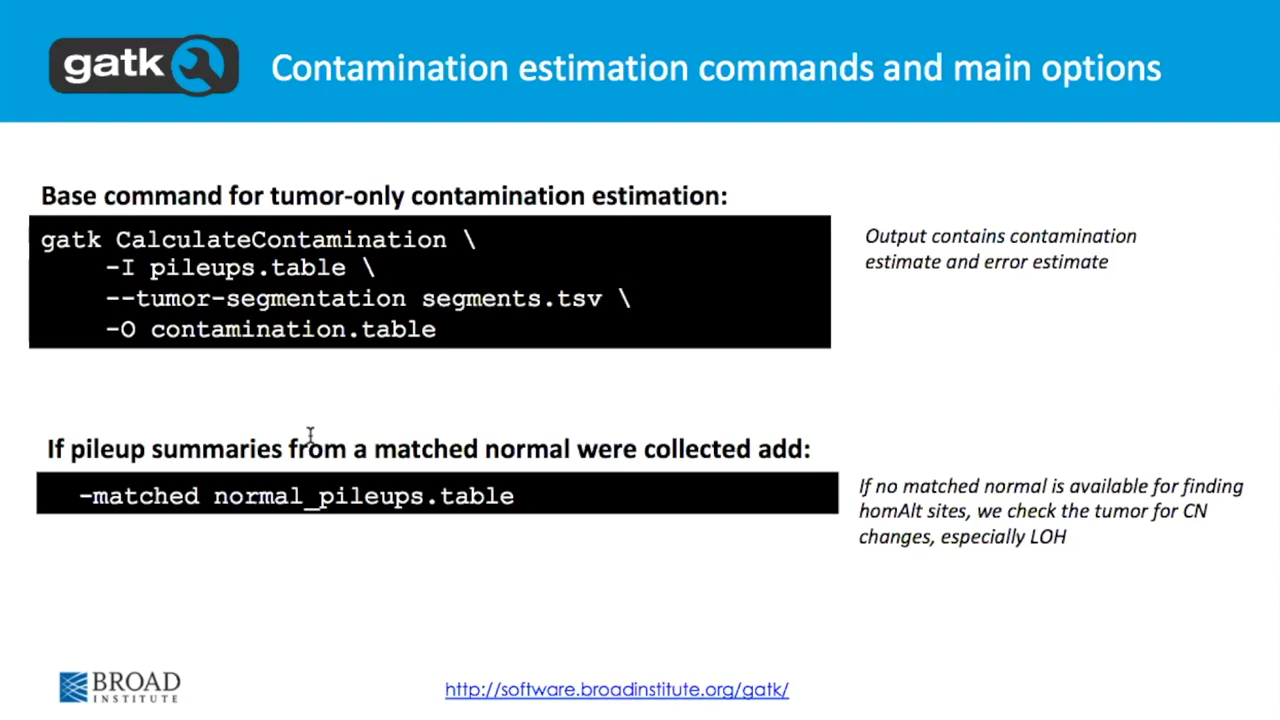 gatk
Contamination estimation commands and main options
Base command for tumor-only contamination estimation:
gatk CalculateContamination \
-I pileups.table \
--tumor-segmentation segments.tsv \
-O contamination.table
Output contains contamination
estimate and error estimate
If pileup summaries from a matched normal were collected add:
-matched normal_pileups.table
If no matched normal is available for finding
homAlt sites, we check the tumor for CN
changes, especially LOH
BROAD
INSTITUTE
http://software.broadinstitute.org/gatk/